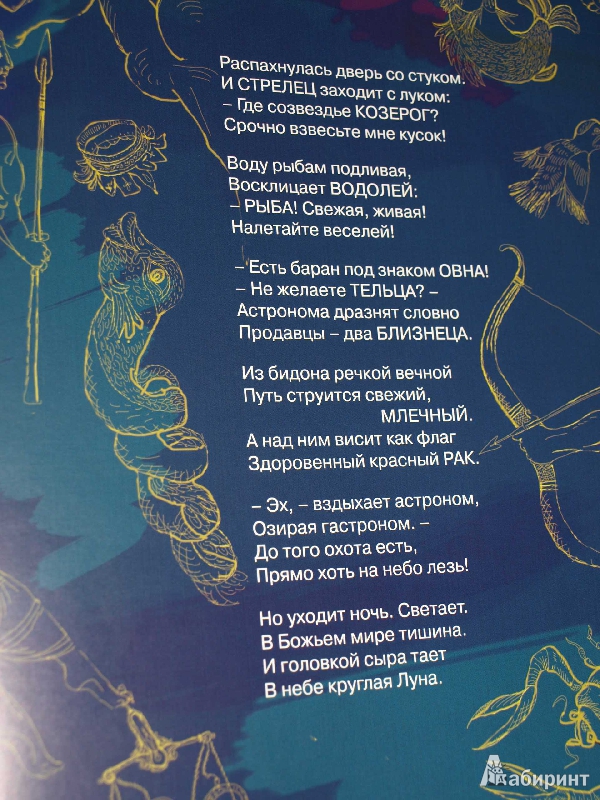 Распахнулась дверь со стуком.
И СТРЕЛЕЦ заходит с луком:
– Где созвездье КОЗЕРОГ?
Срочно взвесьте мне кусок!
Воду рыбам подливая,
Восклицает ВОДОЛЕЙ:
– РЫБА! Свежая, живая!
Налетайте веселей!
– Есть баран под знаком ОВНА!
– Не желаете ТЕЛЬЦА? –
Астронома дразнят словно
Продавцы – два БЛИЗНЕЦА.
Из бидона речкой вечной
Путь струится свежий,
МЛЕЧНЫЙ.
А над ним висит как флаг
Здоровенный красный РАК.
– Эх, – вздыхает астроном,
Озирая гастроном. –
До того охота есть,
Прямо хоть на небо лезь!
Но уходит ночь. Светает.
В Божьем мире тишина.
И головкой сыра тает
В небе круглая Луна.
Лабиринт